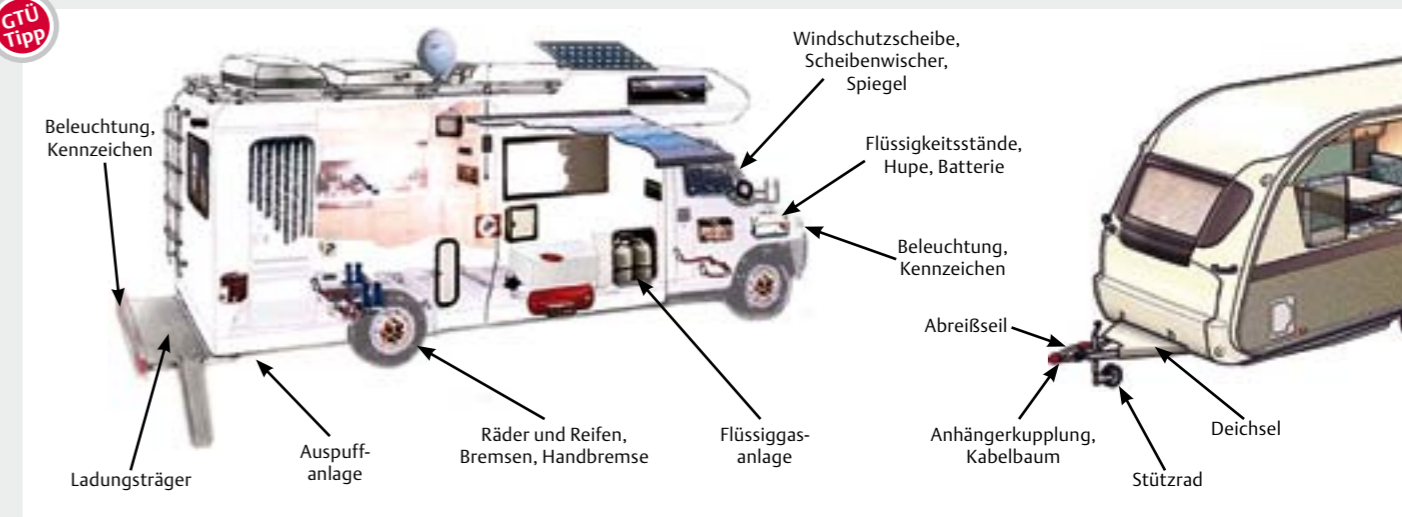 GTÜ
Tipp
Windschutzscheibe,
Scheibenwischer,
Spiegel
Beleuchtung,
Kennzeichen
Flüssigkeitsstände,
Hupe, Batterie
Beleuchtung,
Kennzeichen
Abreißseil
Ladungsträger
Auspuff-
anlage
Räder und Reifen,
Bremsen, Handbremse
Flüssiggas-
anlage
Anhängerkupplung,
Kabelbaum
Stützrad
Deichsel